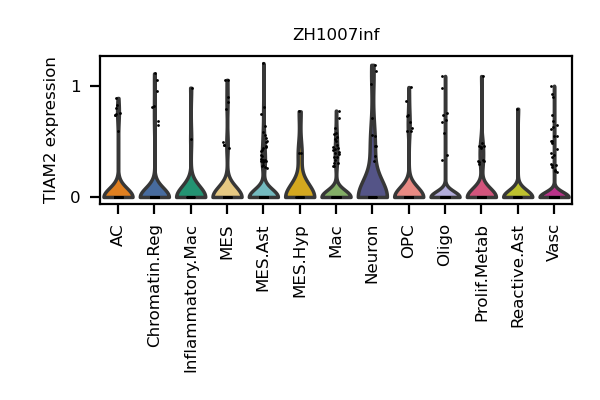 ZH1007inf
TIAM2 expression
1
0
AC
Chromatin.Reg
Inflammatory.Mac
MES
MES.Ast
MES.Hyp
Mac
Neuron
OPC
Oligo
Prolif.Metab
Reactive.Ast
Vasc